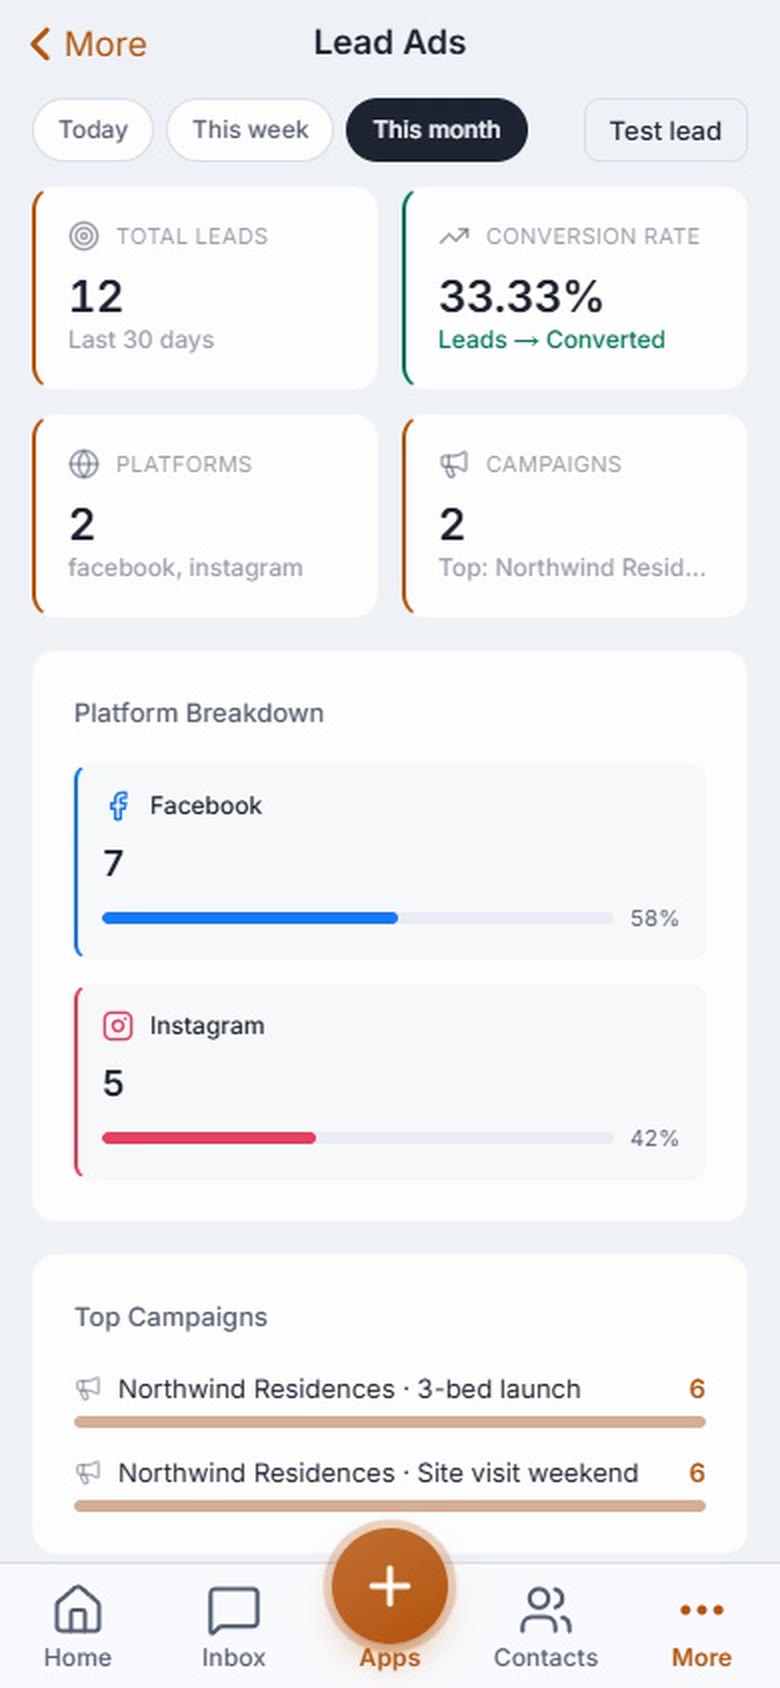 More
Lead Ads
Today
This week
This month
Test lead
TOTAL LEADS
12
Last 30 days
CONVERSION RATE
33.33%
Leads → Converted
PLATFORMS
2
facebook, instagram
CAMPAIGNS
2
Top: Northwind Resid...
Platform Breakdown
Facebook
7
58%
Instagram
5
42%
Top Campaigns
Northwind Residences · 3-bed launch 6
Northwind Residences · Site visit weekend 6
Home
Inbox
Apps
Contacts
More